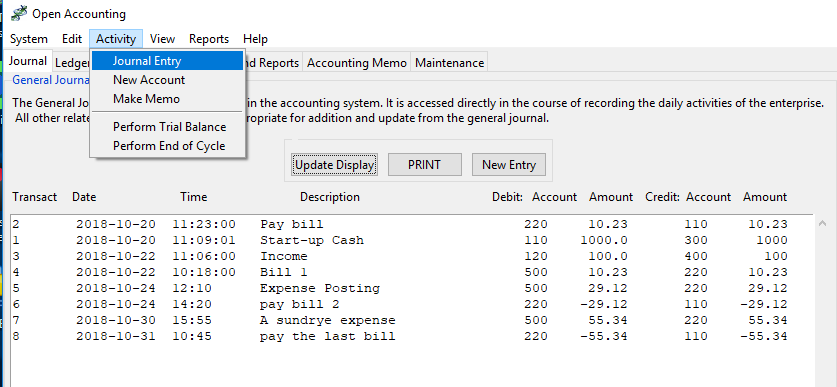 Open Accounting
System Edit Activity View Reports Help
Journal Ledger nd Reports Accounting Memo Maintenance
Journal Entry
New Account
Make Memo
Perform Trial Balance
Perform End of Cycle
General Journa
The General Jo in the accounting system. It is accessed directly in the course of recording the daily activities of the enterprise.
All other relate opriate for addition and update from the general journal.
Update Display PRINT New Entry
Transact Date Time Description Debit: Account Amount Credit: Account Amount
2 2018-10-20 11:23:00 Pay bill 220 10.23 110 10.23
1 2018-10-20 11:09:01 Start-up Cash 110 1000.0 300 1000
3 2018-10-22 11:06:00 Income 120 100.0 400 100
4 2018-10-22 10:18:00 Bill 1 500 10.23 220 10.23
5 2018-10-24 12:10 Expense Posting 500 29.12 220 29.12
6 2018-10-24 14:20 pay bill 2 220 -29.12 110 -29.12
7 2018-10-30 15:55 A sundrye expense 500 55.34 220 55.34
8 2018-10-31 10:45 pay the last bill 220 -55.34 110 -55.34